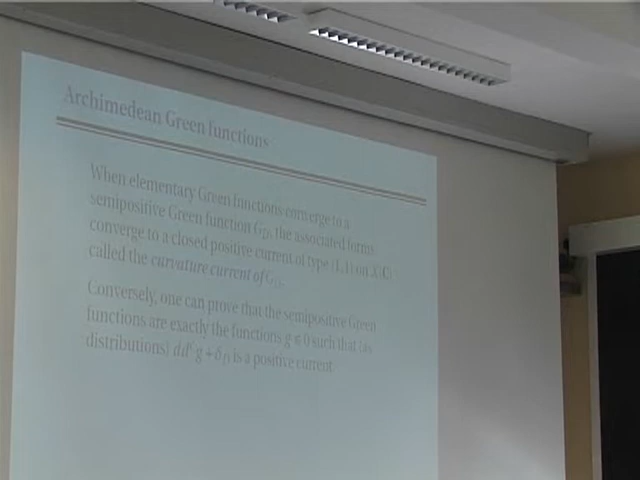 Archimedean Green functions
When elementary Green functions converge to a
semipositive Green function G_D, the associated forms
converge to a closed positive current of type (1,1) on X(C)
called the curvature current of G_D.
Conversely, one can prove that the semipositive Green
functions are exactly the functions g ⩽ 0 such that (as
distributions) dd^c g + δ_D is a positive current.